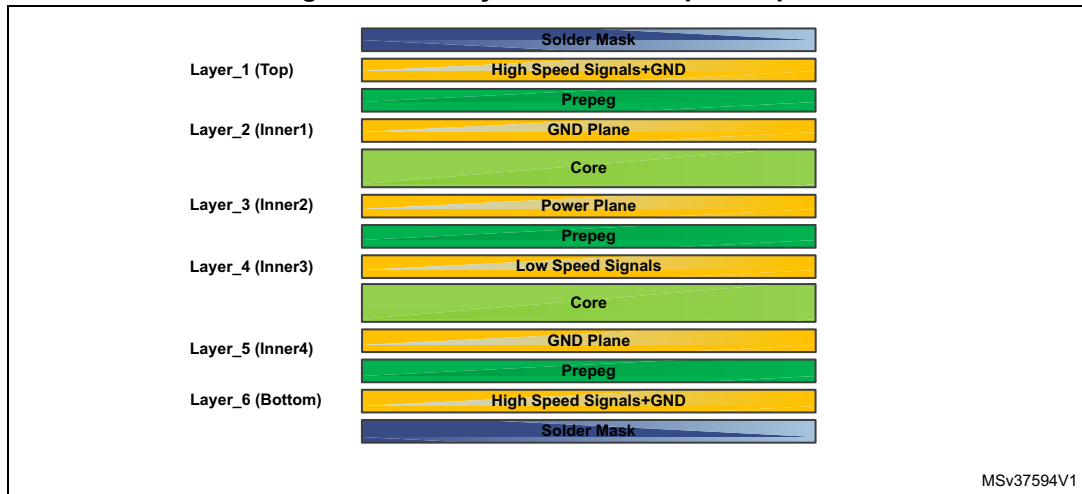 Solder Mask
Layer_1 (Top) High Speed Signals+GND
Prepeg
Layer_2 (Inner1) GND Plane
Core
Layer_3 (Inner2) Power Plane
Prepeg
Layer_4 (Inner3) Low Speed Signals
Core
Layer_5 (Inner4) GND Plane
Prepeg
Layer_6 (Bottom) High Speed Signals+GND
Solder Mask
MSv37594V1